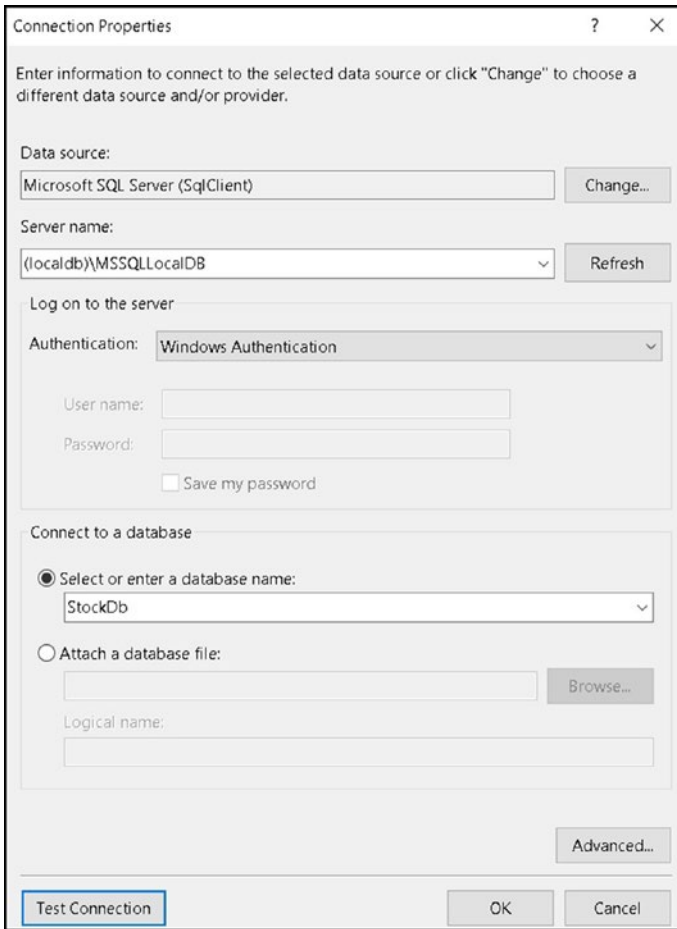 Connection Properties ? ×
Enter information to connect to the selected data source or click "Change" to choose a
different data source and/or provider.
Data source:
Microsoft SQL Server (SqlClient) Change...
Server name:
(localdb)\MSSQLLocalDB Refresh
Log on to the server
Authentication: Windows Authentication
User name:
Password:
Save my password
Connect to a database
Select or enter a database name:
StockDb
Attach a database file:
Browse...
Logical name:
Advanced...
Test Connection OK Cancel